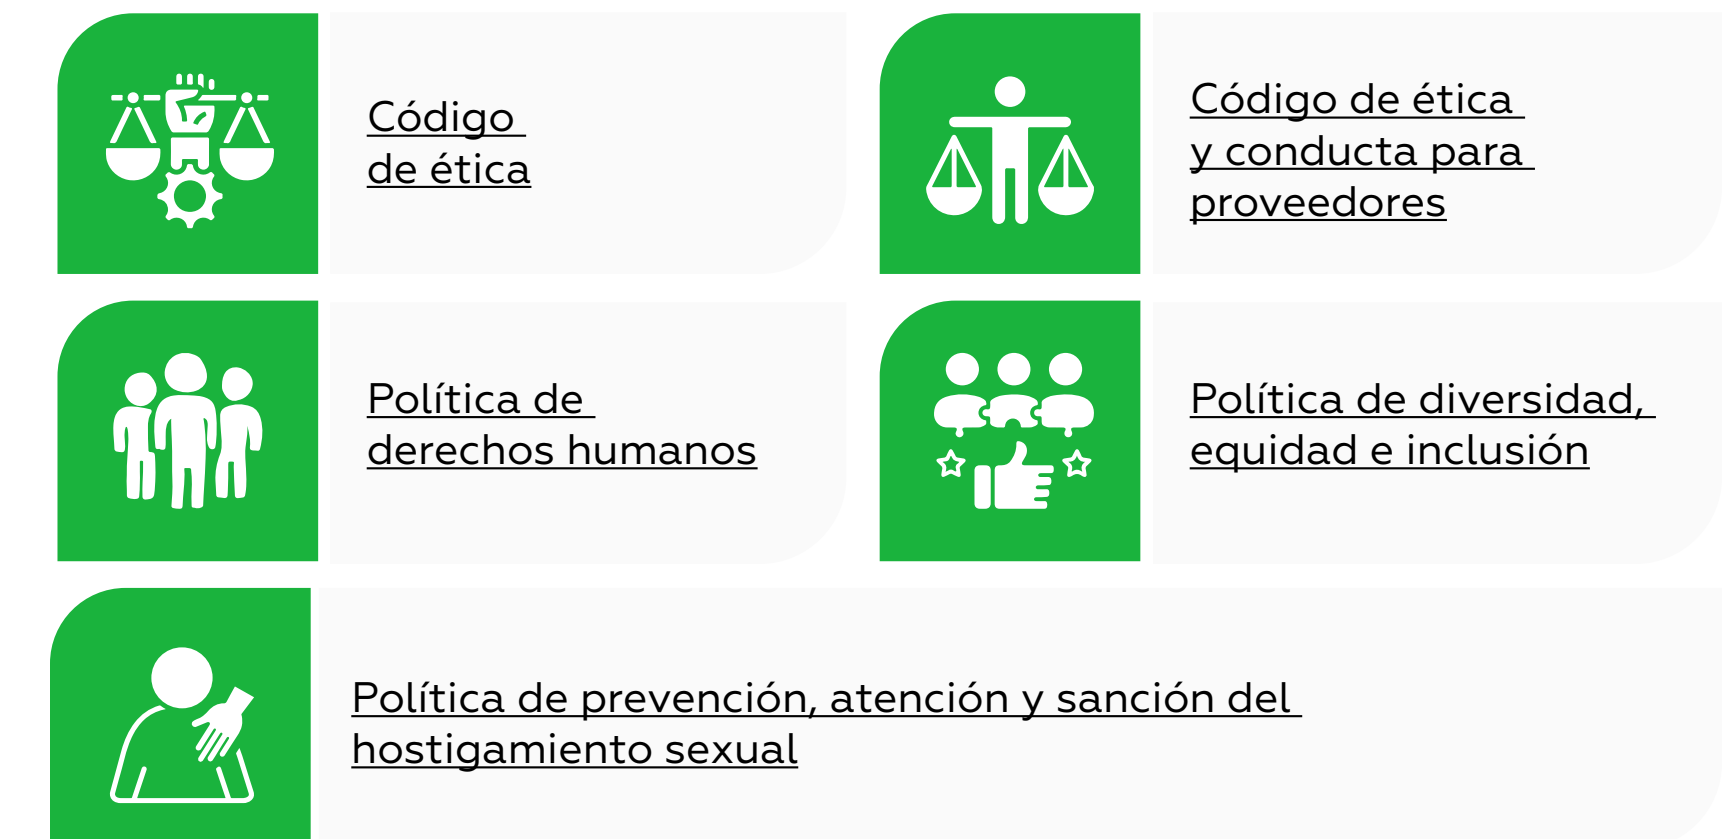 Código
de ética
Código de ética
y conducta para
proveedores
Política de
derechos humanos
Política de diversidad,
equidad e inclusión
Política de prevención, atención y sanción del
hostigamiento sexual